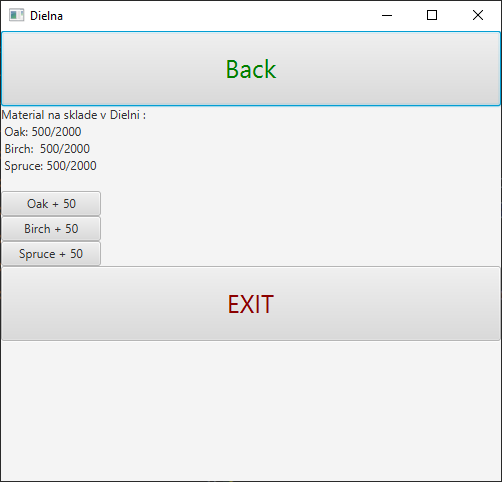 Dielna
Back
Material na sklade v Dielni :
Oak: 500/2000
Birch:  500/2000
Spruce: 500/2000
Oak + 50
Birch + 50
Spruce + 50
EXIT